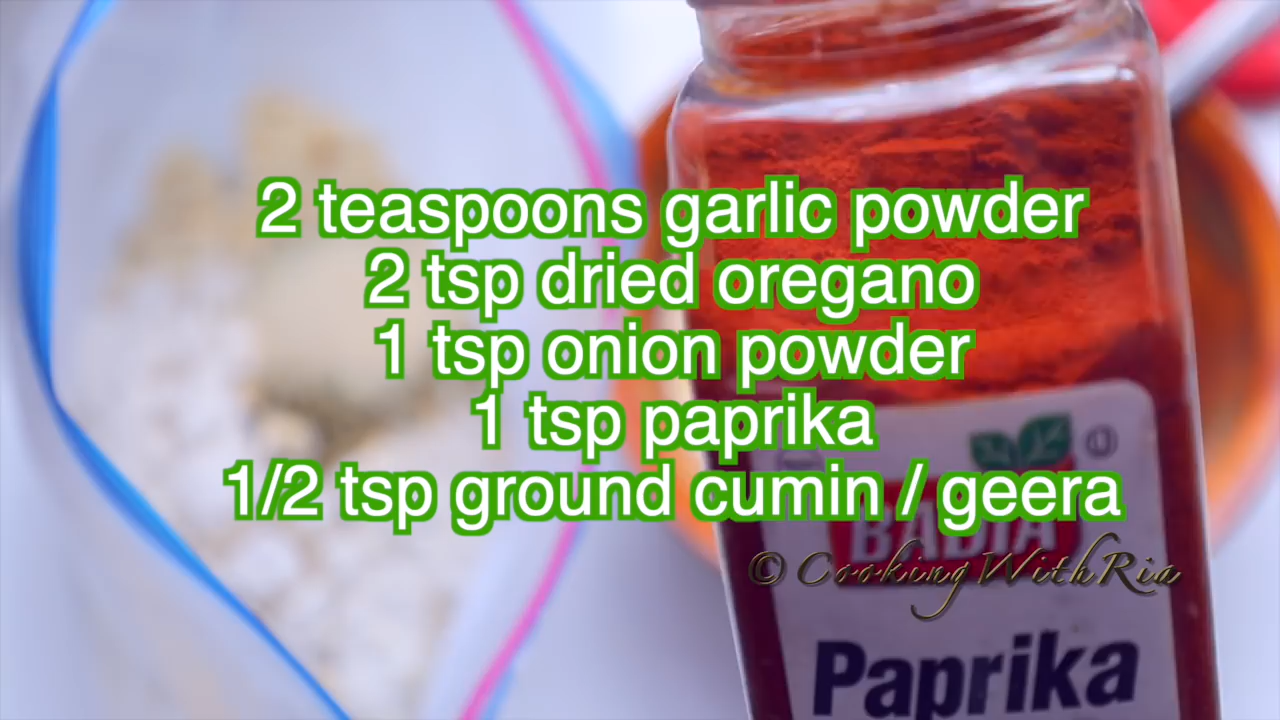 2 teaspoons garlic powder
2 tsp dried oregano
1 tsp onion powder
1 tsp paprika
1/2 tsp ground cumin / geera
BADIA
© CookingWithRia
Paprika